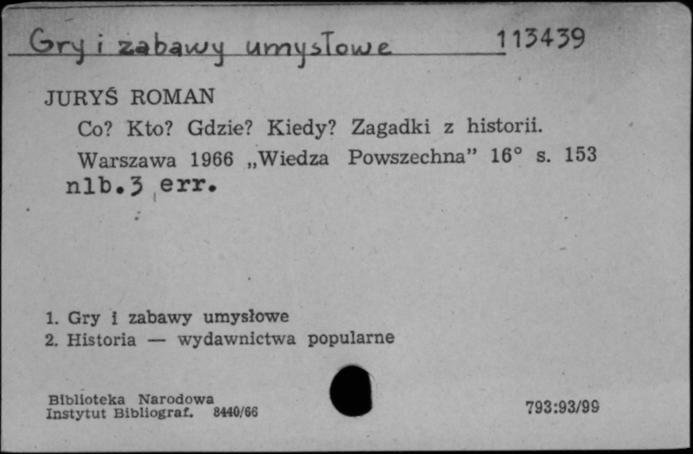 Gry i zabawy umysłowe 113439
JURYŚ ROMAN
Co? Kto? Gdzie? Kiedy? Zagadki z historii.
Warszawa 1966 „Wiedza Powszechna” 16° s. 153
nlb.3 err.
1. Gry i zabawy umysłowe
2. Historia — wydawnictwa popularne
Biblioteka Narodowa
Instytut Bibliograf. 8440/66
793:93/99